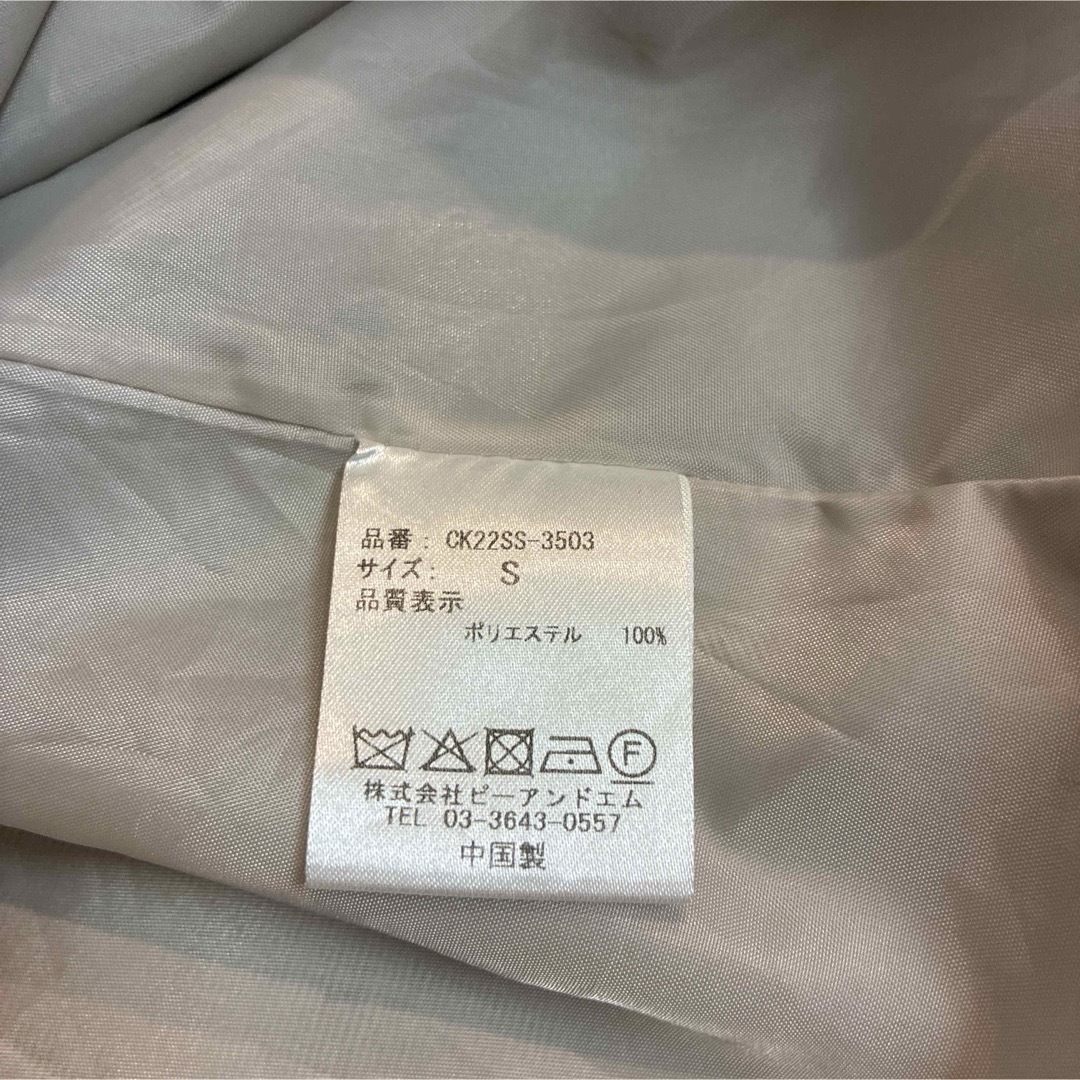 品番： CK22SS-3503
サイズ： S
品質表示
ポリエステル 100%
F
株式会社ピーアンドエム
TEL 03-3643-0557
中国製